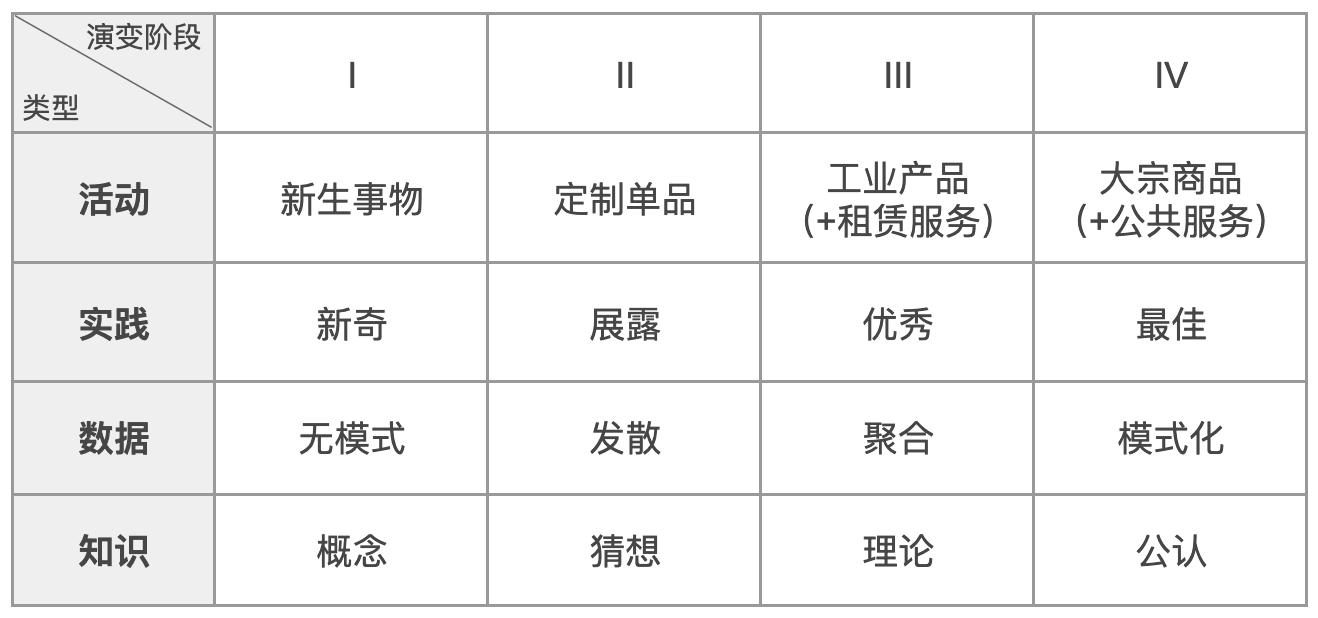 演变阶段
类型
I
II
III
IV
活动
新生事物
定制单品
工业产品
(+租赁服务)
大宗商品
(+公共服务)
实践
新奇
展露
优秀
最佳
数据
无模式
发散
聚合
模式化
知识
概念
猜想
理论
公认